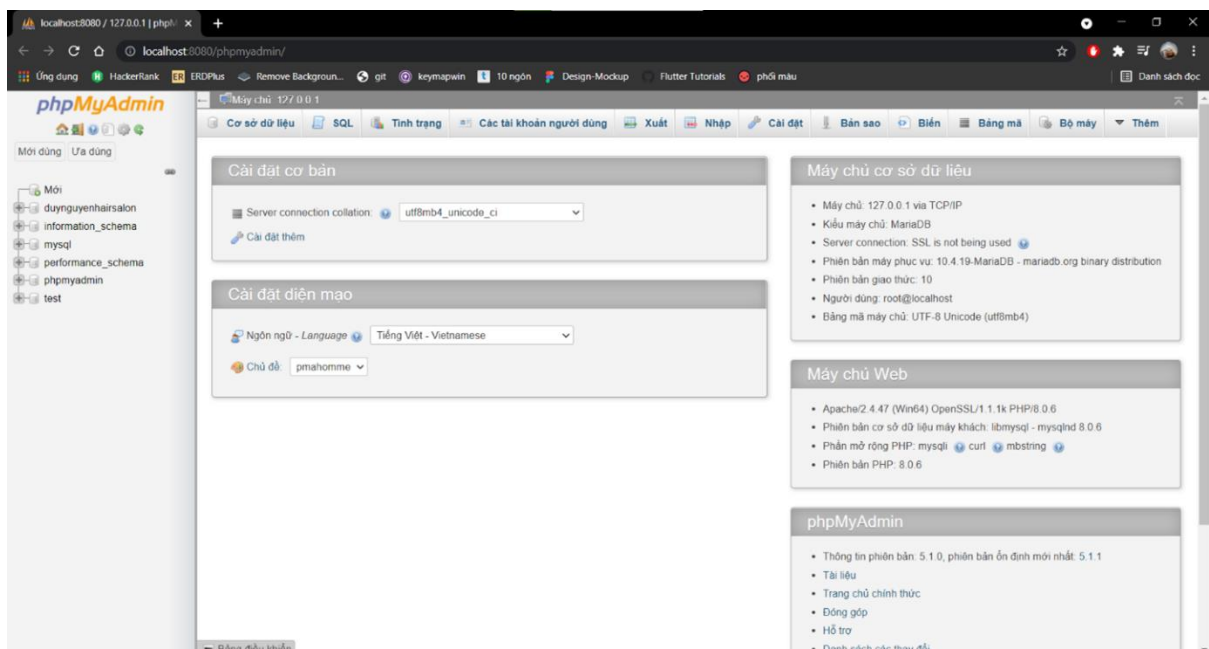 localhost:8080 / 127.0.0.1 | phpM
localhost:8080/phpmyadmin/
Ứng dụng HackerRank ERDPlus Remove Backgroun... git keymapwin 10 ngón Design-Mockup Flutter Tutorials phối màu Danh sách đọc
phpMyAdmin
Máy chủ: 127.0.0.1
Cơ sở dữ liệu SQL Tình trạng Các tài khoản người dùng Xuất Nhập Cài đặt Bản sao Biến Bảng mã Bộ máy Thêm
Mới dùng Ưa dùng
Mới
duynguyenhairsalon
information_schema
mysql
performance_schema
phpmyadmin
test
Cài đặt cơ bản
Server connection collation: utf8mb4_unicode_ci
Cài đặt thêm
Cài đặt diện mạo
Ngôn ngữ - Language Tiếng Việt - Vietnamese
Chủ đề: pmahomme
Máy chủ cơ sở dữ liệu
Máy chủ: 127.0.0.1 via TCP/IP
Kiểu máy chủ: MariaDB
Server connection: SSL is not being used
Phiên bản máy phục vụ: 10.4.19-MariaDB - mariadb.org binary distribution
Phiên bản giao thức: 10
Người dùng: root@localhost
Bảng mã máy chủ: UTF-8 Unicode (utf8mb4)
Máy chủ Web
Apache/2.4.47 (Win64) OpenSSL/1.1.1k PHP/8.0.6
Phiên bản cơ sở dữ liệu máy khách: libmysql - mysqlnd 8.0.6
Phần mở rộng PHP: mysqli curl mbstring
Phiên bản PHP: 8.0.6
phpMyAdmin
Thông tin phiên bản: 5.1.0, phiên bản ổn định mới nhất: 5.1.1
Tài liệu
Trang chủ chính thức
Đóng góp
Hỗ trợ
Danh sách các thay đổi
Bảng điều khiển